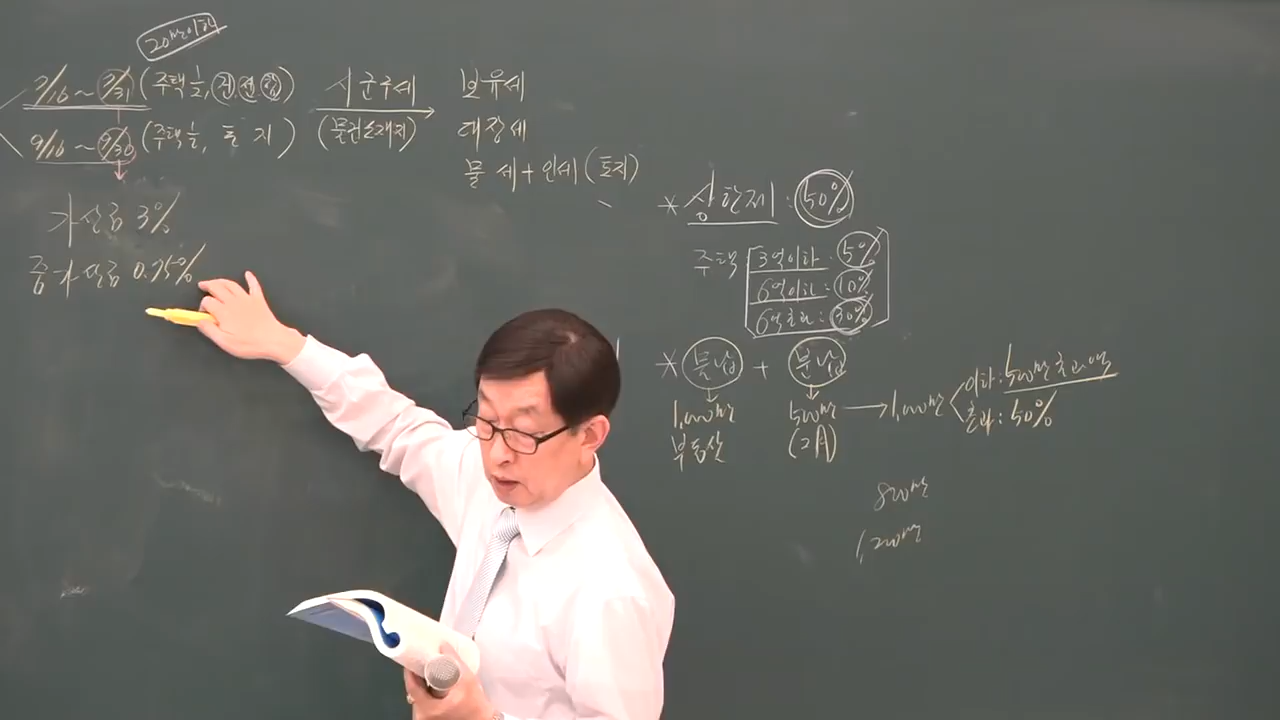 20만이하
7/16 ~ 7/31 (주택 1/2, 건 선 항)
9/16 ~ 9/30 (주택 1/2, 토 지)
시군구세
(물건소재지)
보유세
대장세
물 세 + 인세 (토지)
가산금 3%
중가산금 0.75%
* 상한제 : 50%
주택
3억이하 : 5%
6억이하 : 10%
6억초과 : 30%
* 물납 + 분납
1,000만 500만 → 1,000만
이하 : 500만 초과액
초과 : 50%
부동산 (2月)
800만
1,200만